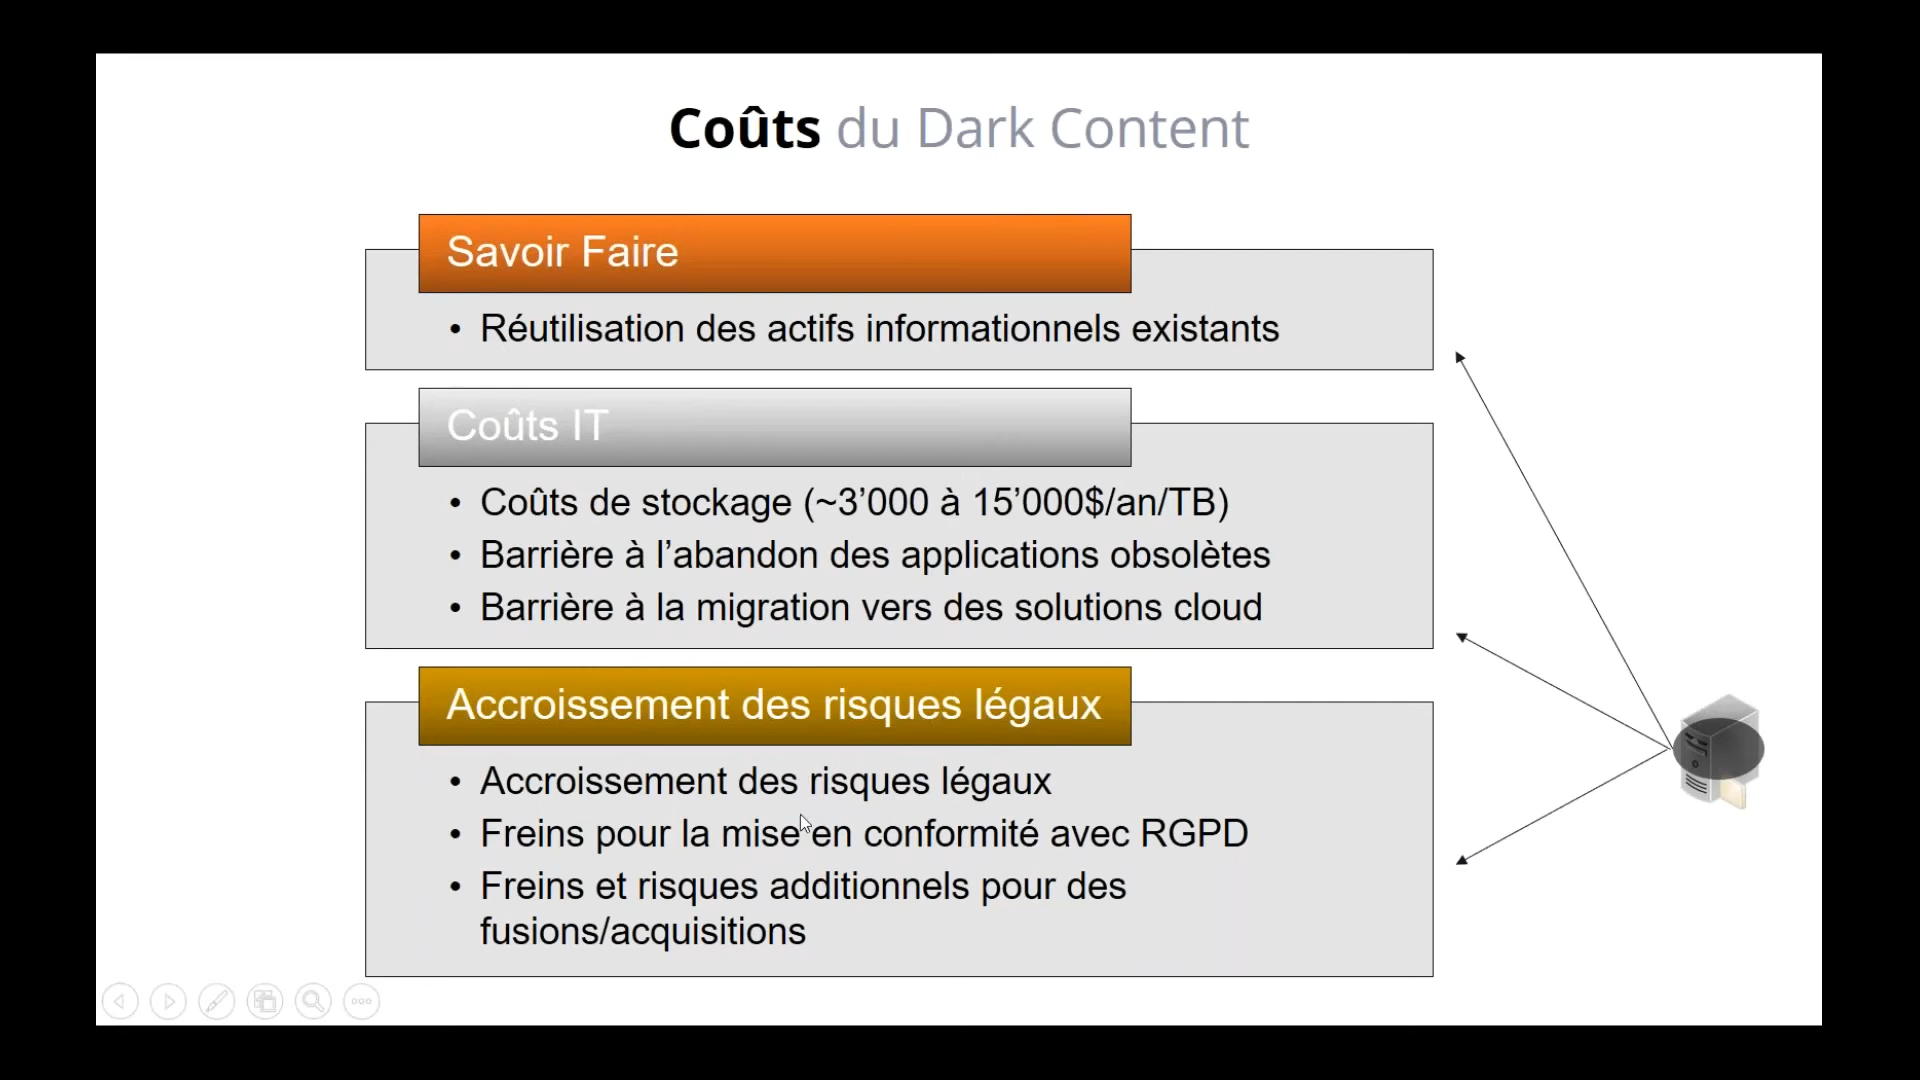 Coûts du Dark Content
Savoir Faire
• Réutilisation des actifs informationnels existants
Coûts IT
• Coûts de stockage (~3’000 à 15’000$/an/TB)
• Barrière à l’abandon des applications obsolètes
• Barrière à la migration vers des solutions cloud
Accroissement des risques légaux
• Accroissement des risques légaux
• Freins pour la mise en conformité avec RGPD
• Freins et risques additionnels pour des
fusions/acquisitions